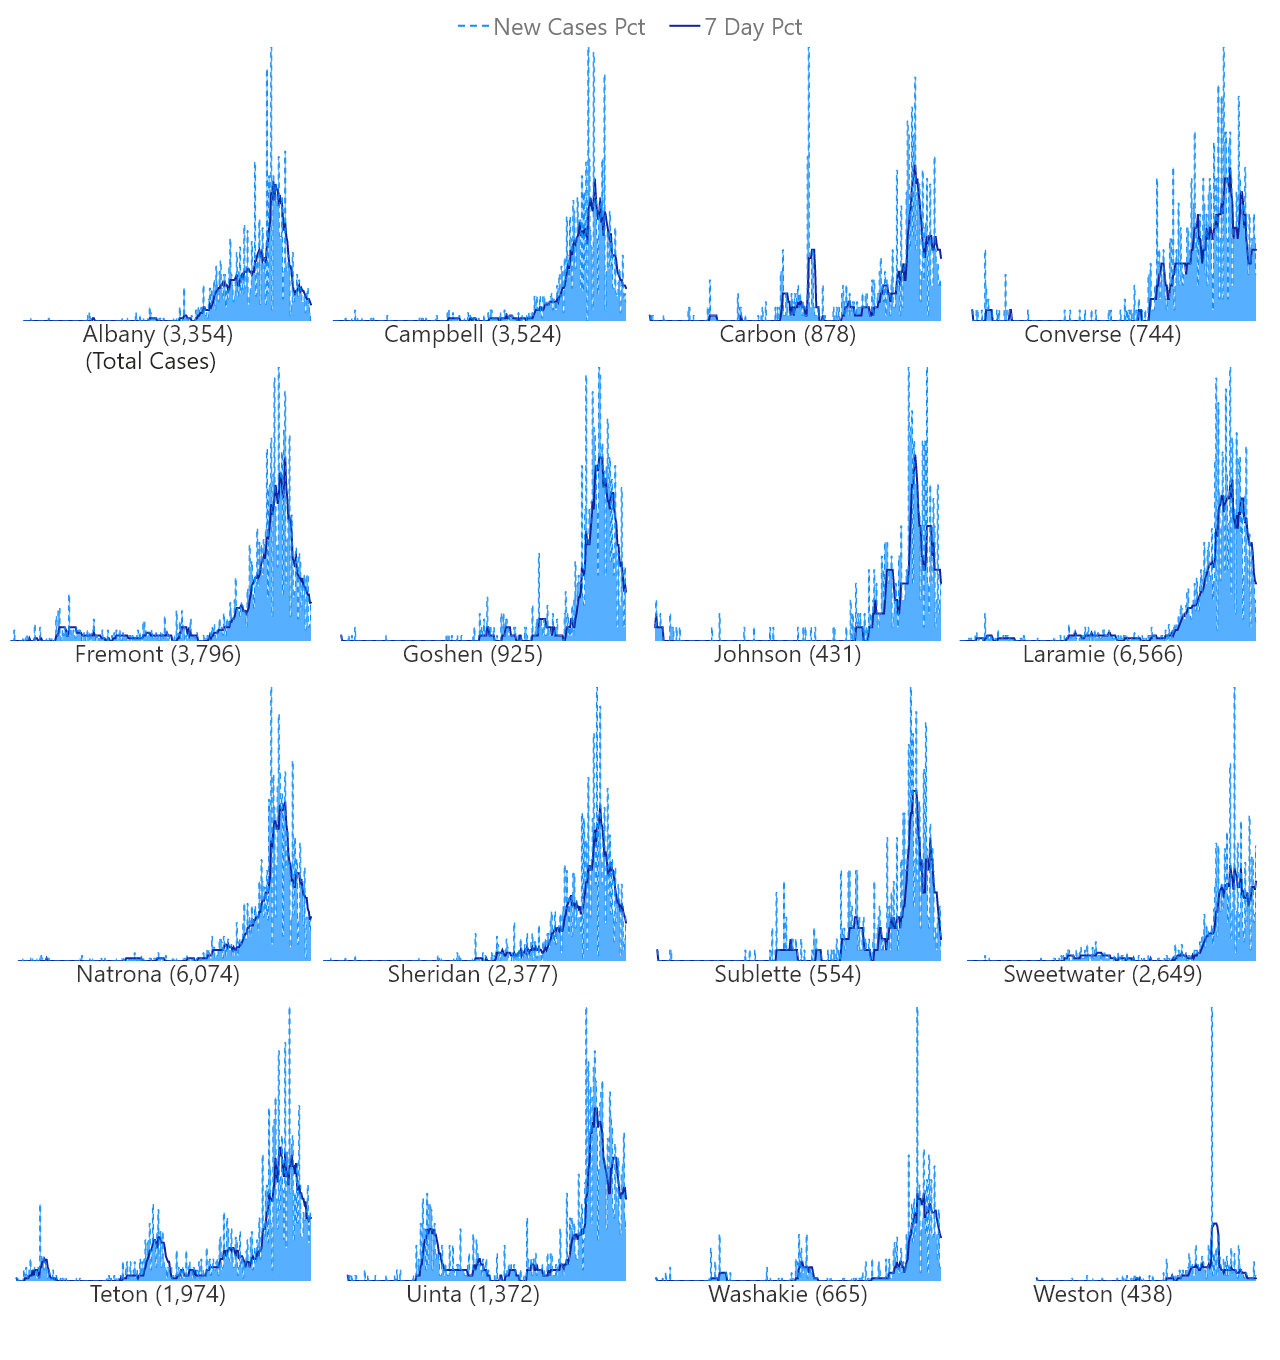 New Cases Pct 7 Day Pct
Albany (3,354) Campbell (3,524) Carbon (878) Converse (744)
(Total Cases)
Fremont (3,796) Goshen (925) Johnson (431) Laramie (6,566)
Natrona (6,074) Sheridan (2,377) Sublette (554) Sweetwater (2,649)
Teton (1,974) Uinta (1,372) Washakie (665) Weston (438)